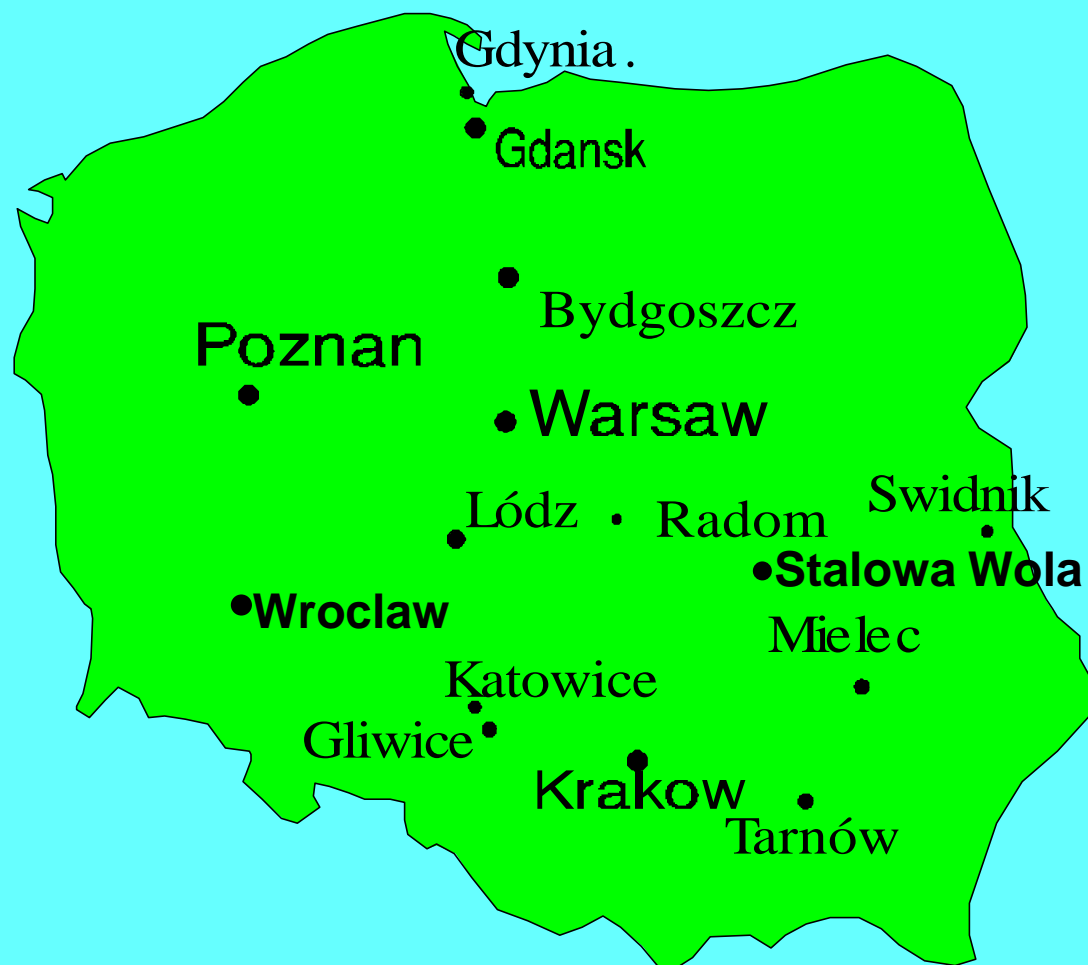 Gdynia .
Gdansk
Bydgoszcz
Poznan
Warsaw
Swidnik
Lódz
Radom
Stalowa Wola
Wroclaw
Mielec
Katowice
Gliwice
Krakow
Tarnów